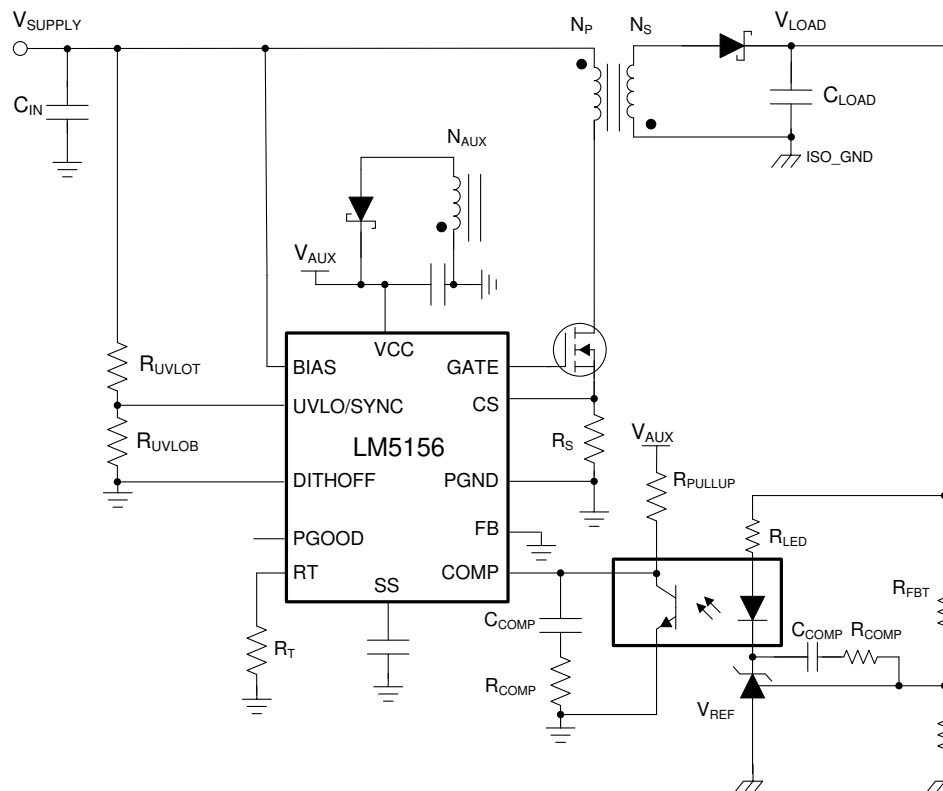 VSUPPLY
NP
NS
VLOAD
CIN
CLOAD
ISO_GND
NAUX
VAUX
VCC
BIAS
GATE
RUVLOT
UVLO/SYNC
CS
RUVLOB
LM5156
RS
VAUX
DITHOFF
PGND
RPULLUP
PGOOD
FB
RLED
RT
COMP
SS
RFBT
CCOMP
CCOMP
RCOMP
RT
RCOMP
VREF